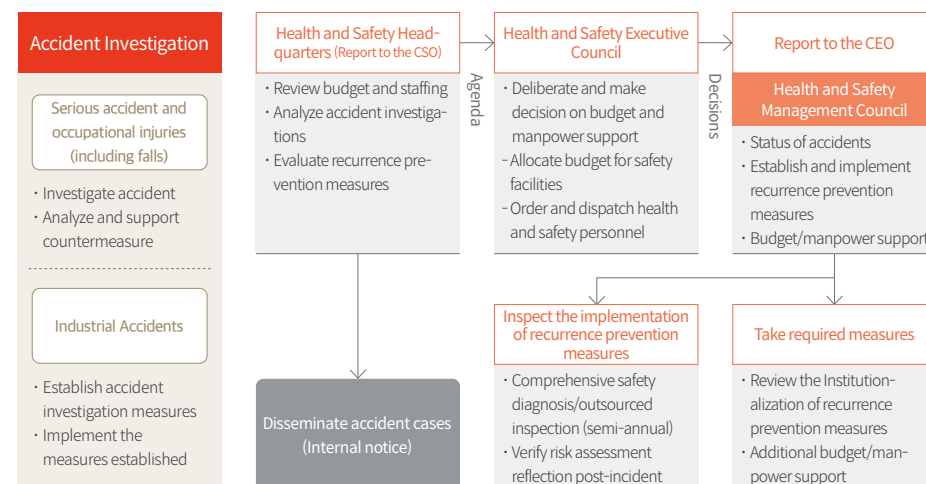 Accident Investigation
Serious accident and
occupational injuries
(including falls)
· Investigate accident
· Analyze and support
countermeasure
Industrial Accidents
· Establish accident
investigation measures
· Implement the
measures established
Health and Safety Head-
quarters (Report to the CSO)
· Review budget and staffing
· Analyze accident investiga-
tions
· Evaluate recurrence pre-
vention measures
Agenda
Health and Safety Executive
Council
· Deliberate and make
decision on budget and
manpower support
- Allocate budget for safety
facilities
- Order and dispatch health
and safety personnel
Decisions
Report to the CEO
Health and Safety
Management Council
· Status of accidents
· Establish and implement
recurrence prevention
measures
· Budget/manpower support
Disseminate accident cases
(Internal notice)
Inspect the implementation
of recurrence prevention
measures
· Comprehensive safety
diagnosis/outsourced
inspection (semi-annual)
· Verify risk assessment
reflection post-incident
Take required measures
· Review the Institution-
alization of recurrence
prevention measures
· Additional budget/man-
power support